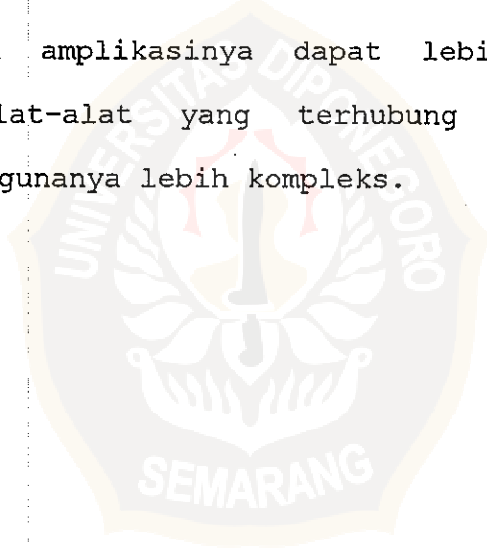 amplikasinya dapat lebi
lat-alat yang terhubung
gunanya lebih kompleks.
UNIVERSITAS DIPONEGORO
SEMARANG